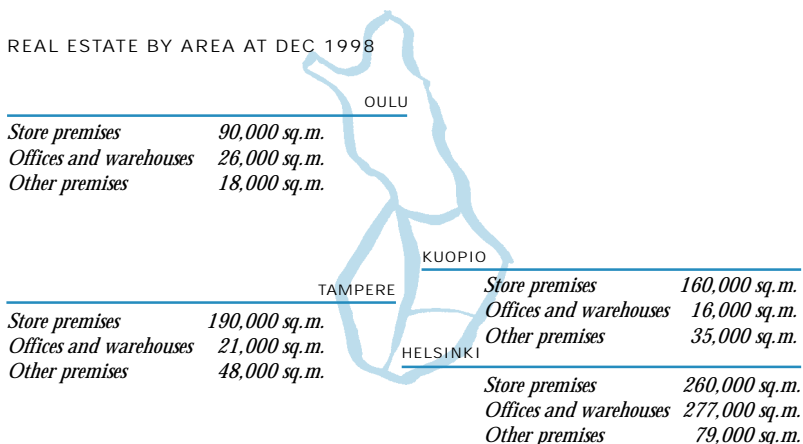 REAL ESTATE BY AREA AT DEC 1998
OULU
Store premises 90,000 sq.m.
Offices and warehouses 26,000 sq.m.
Other premises 18,000 sq.m.
KUOPIO
Store premises 160,000 sq.m.
Offices and warehouses 16,000 sq.m.
Other premises 35,000 sq.m.
TAMPERE
Store premises 190,000 sq.m.
Offices and warehouses 21,000 sq.m.
Other premises 48,000 sq.m.
HELSINKI
Store premises 260,000 sq.m.
Offices and warehouses 277,000 sq.m.
Other premises 79,000 sq.m.